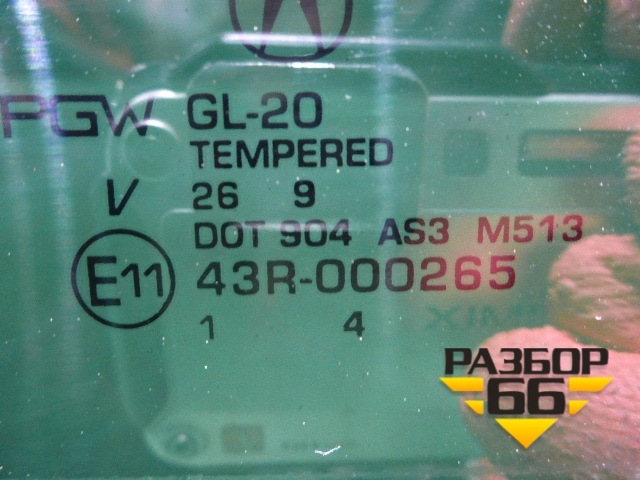 PGW GL-20
TEMPERED
V 26 9
DOT 904 AS3 M513
E11 43R-000265
1 4
РАЗБОР
66